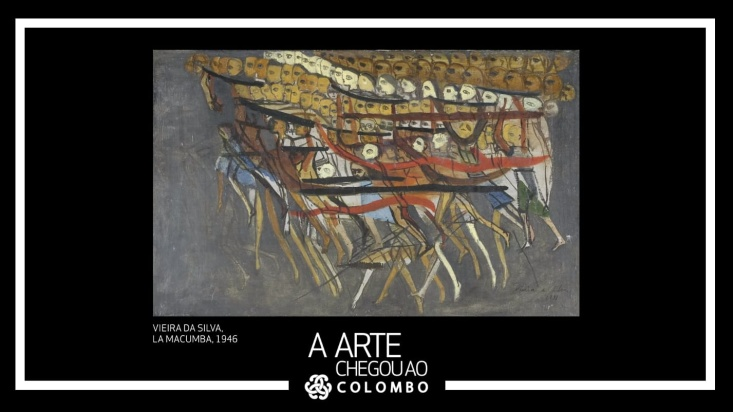 VIEIRA DA SILVA,
LA MACUMBA, 1946
A ARTE
CHEGOU AO
COLOMBO